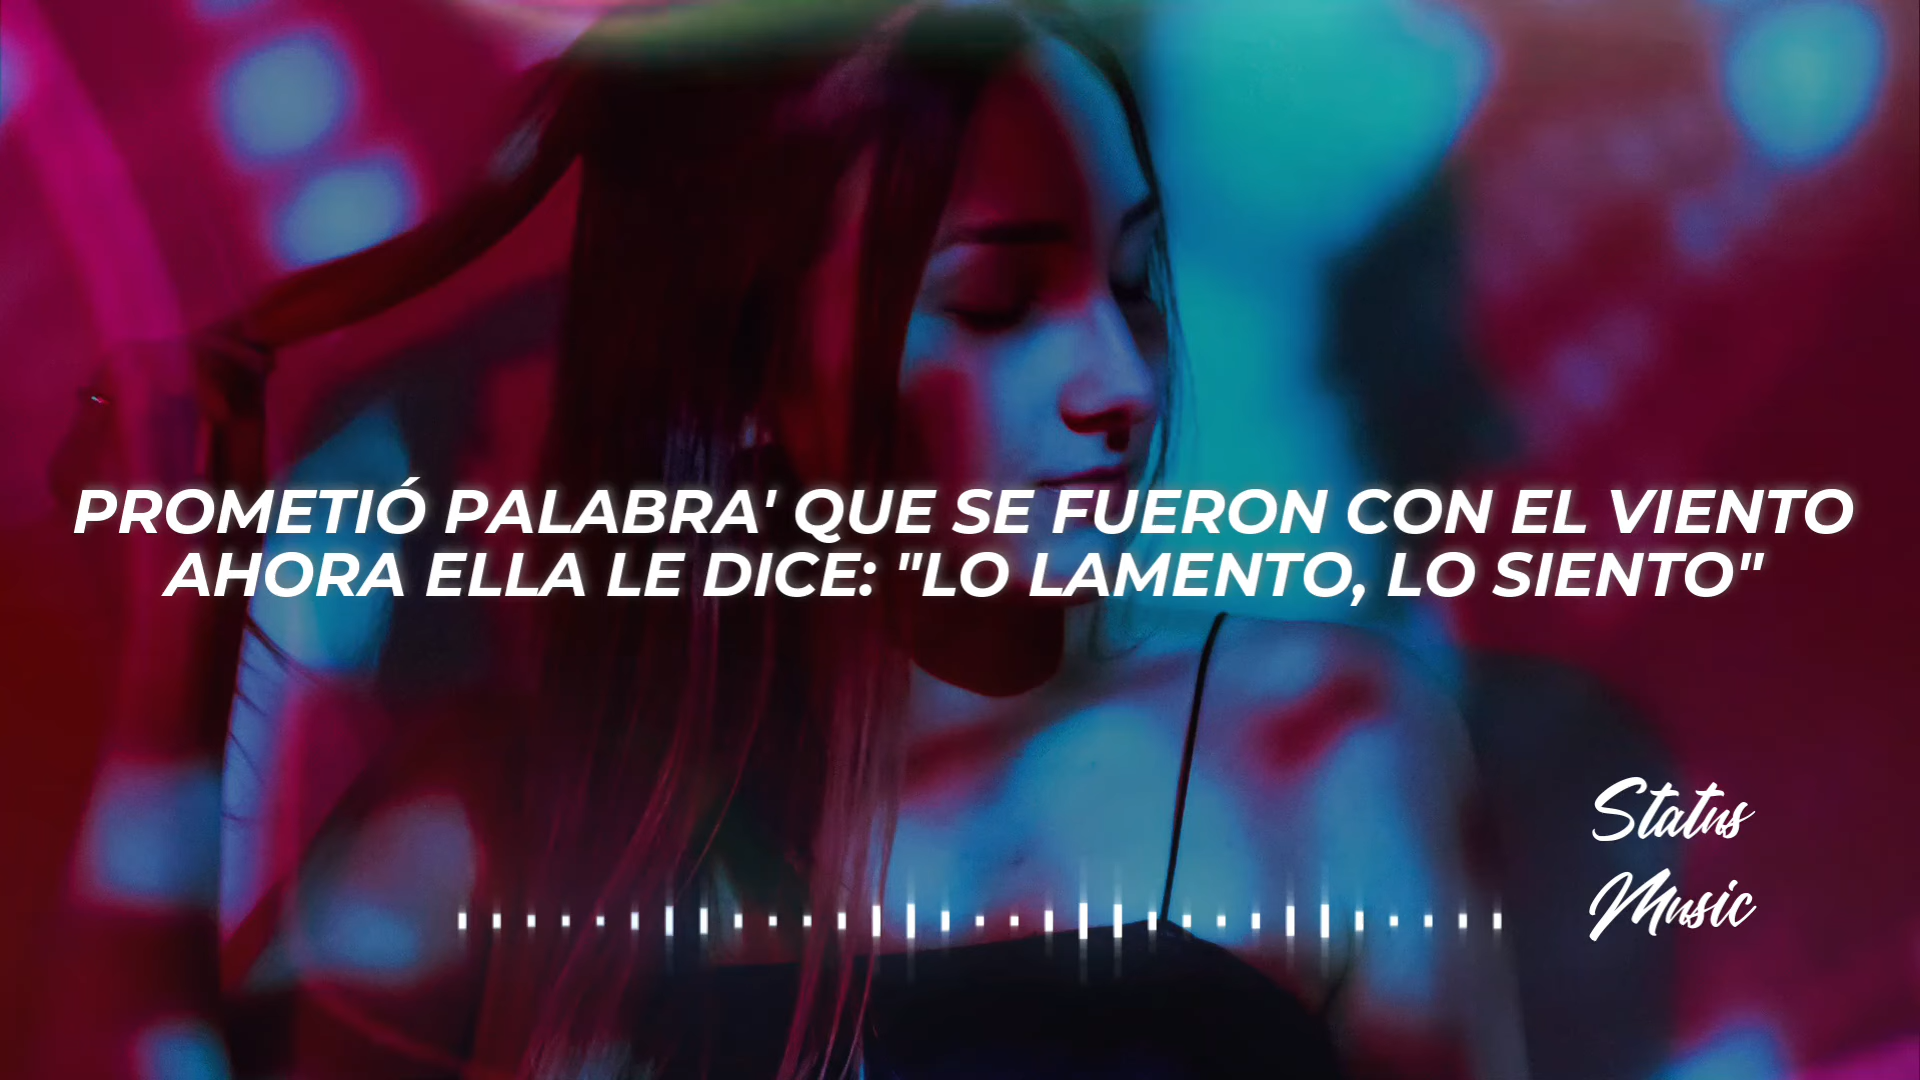 PROMETIÓ PALABRA' QUE SE FUERON CON EL VIENTO
AHORA ELLA LE DICE: "LO LAMENTO, LO SIENTO"
Status
Music